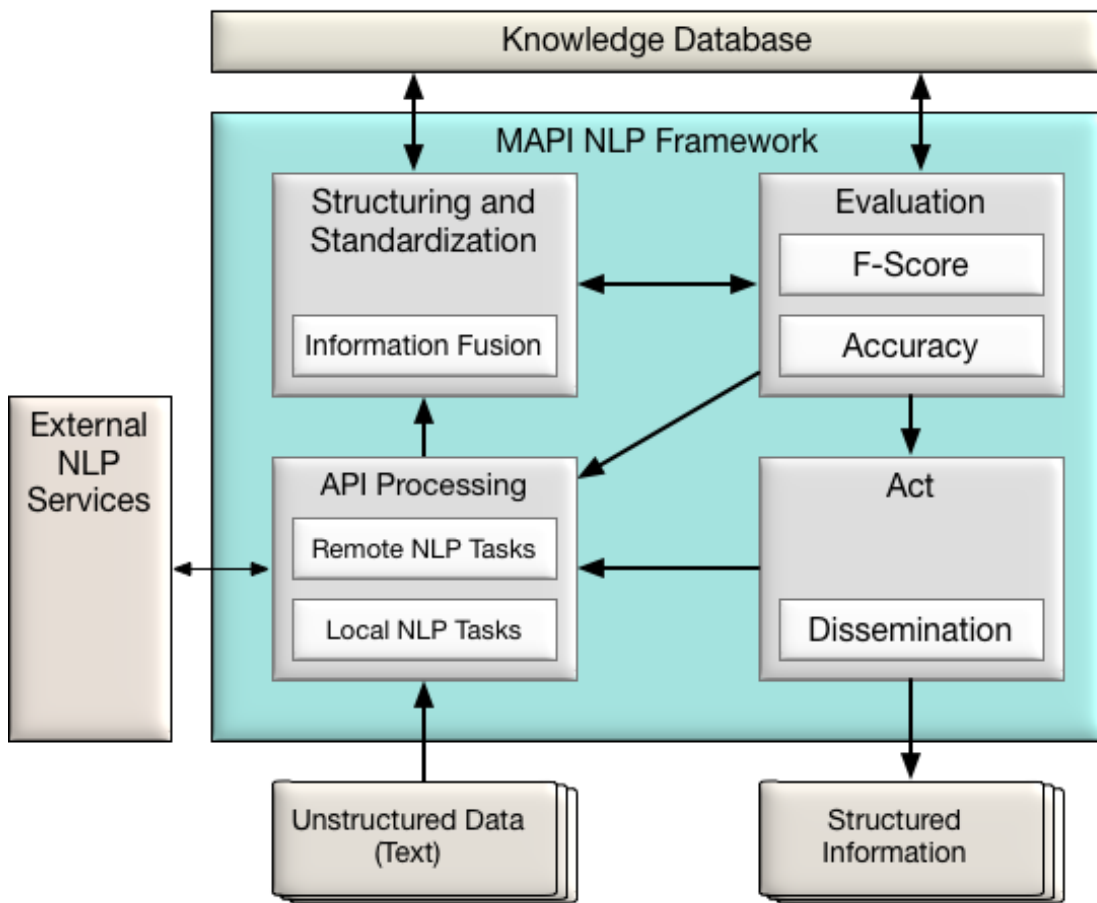 Knowledge Database
MAPI NLP Framework
Structuring and
Standardization
Information Fusion
Evaluation
F-Score
Accuracy
External
NLP
Services
API Processing
Remote NLP Tasks
Local NLP Tasks
Act
Dissemination
Unstructured Data
(Text)
Structured
Information